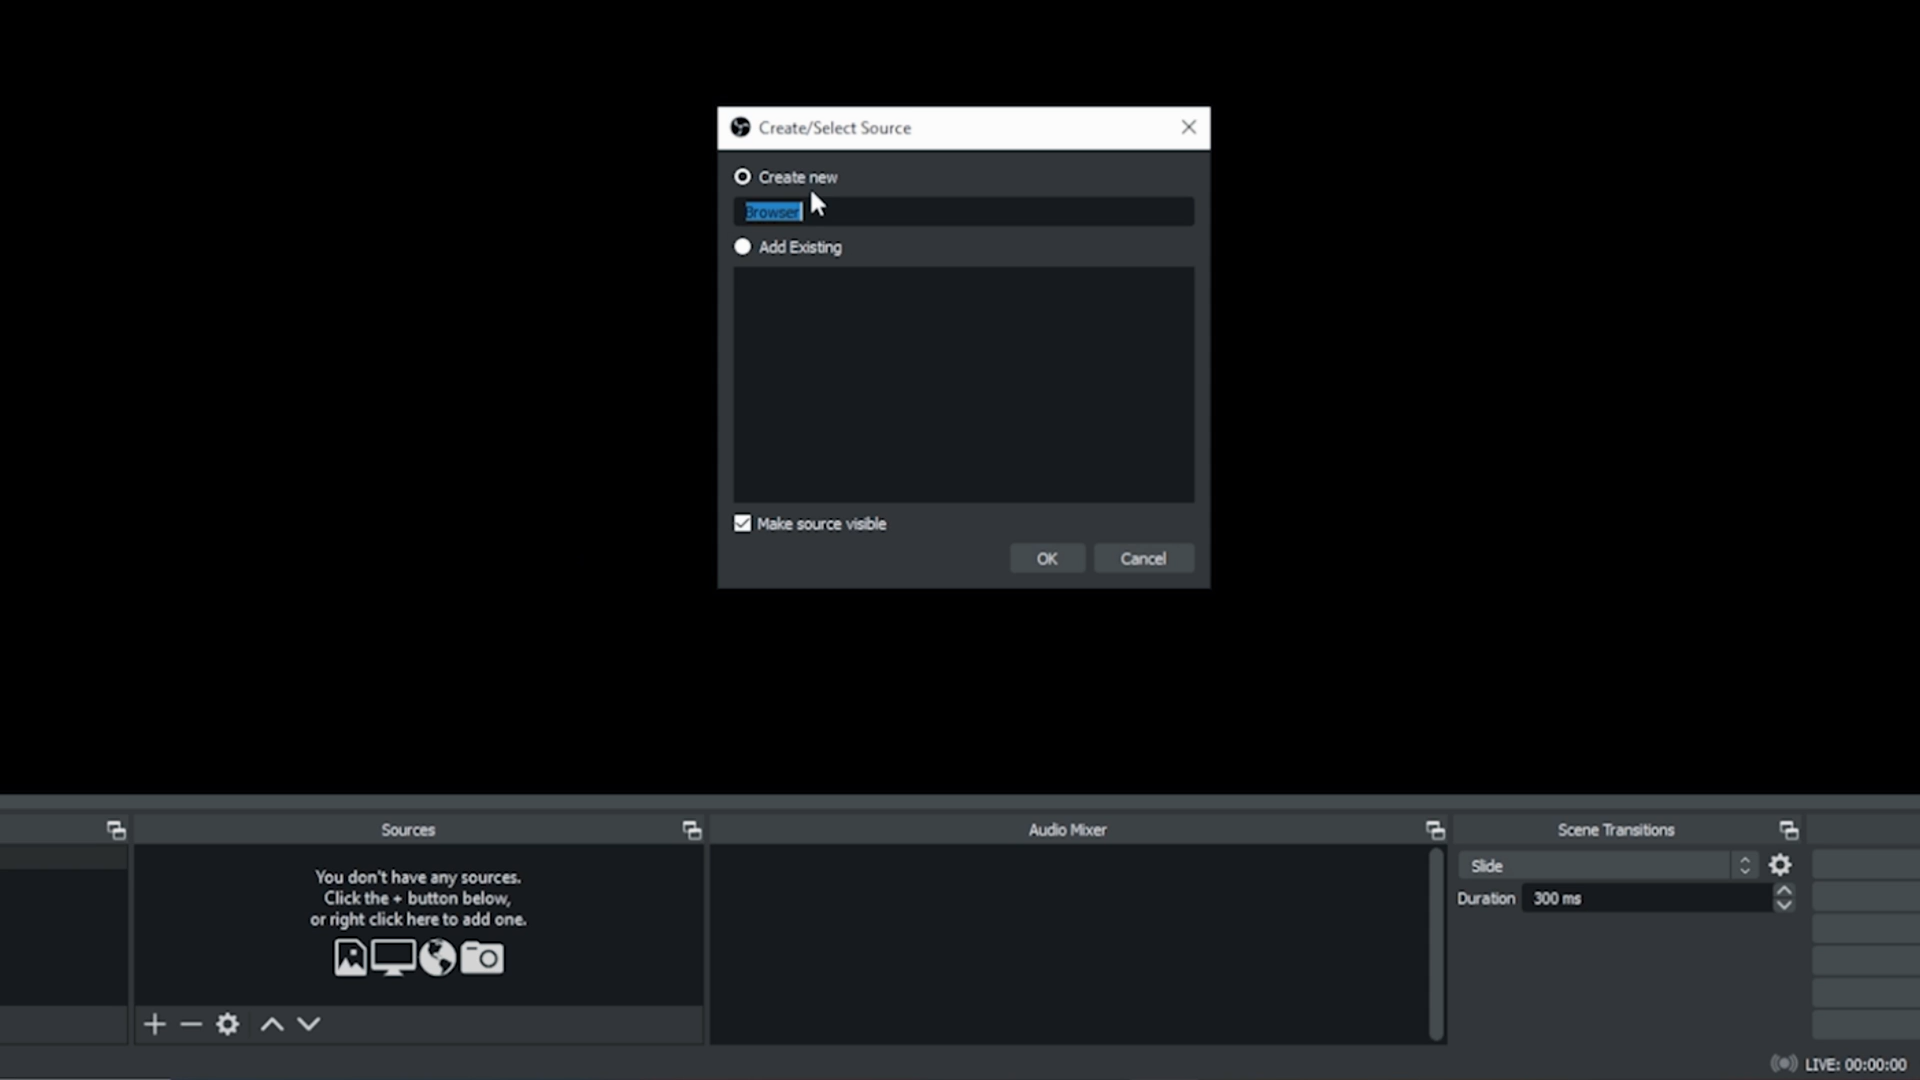 Create/Select Source
Create new
Browser
Add Existing
Make source visible
OK
Cancel
Sources
Audio Mixer
Scene Transitions
You don't have any sources.
Click the + button below,
or right click here to add one.
Slide
Duration
300 ms
LIVE: 00:00:00